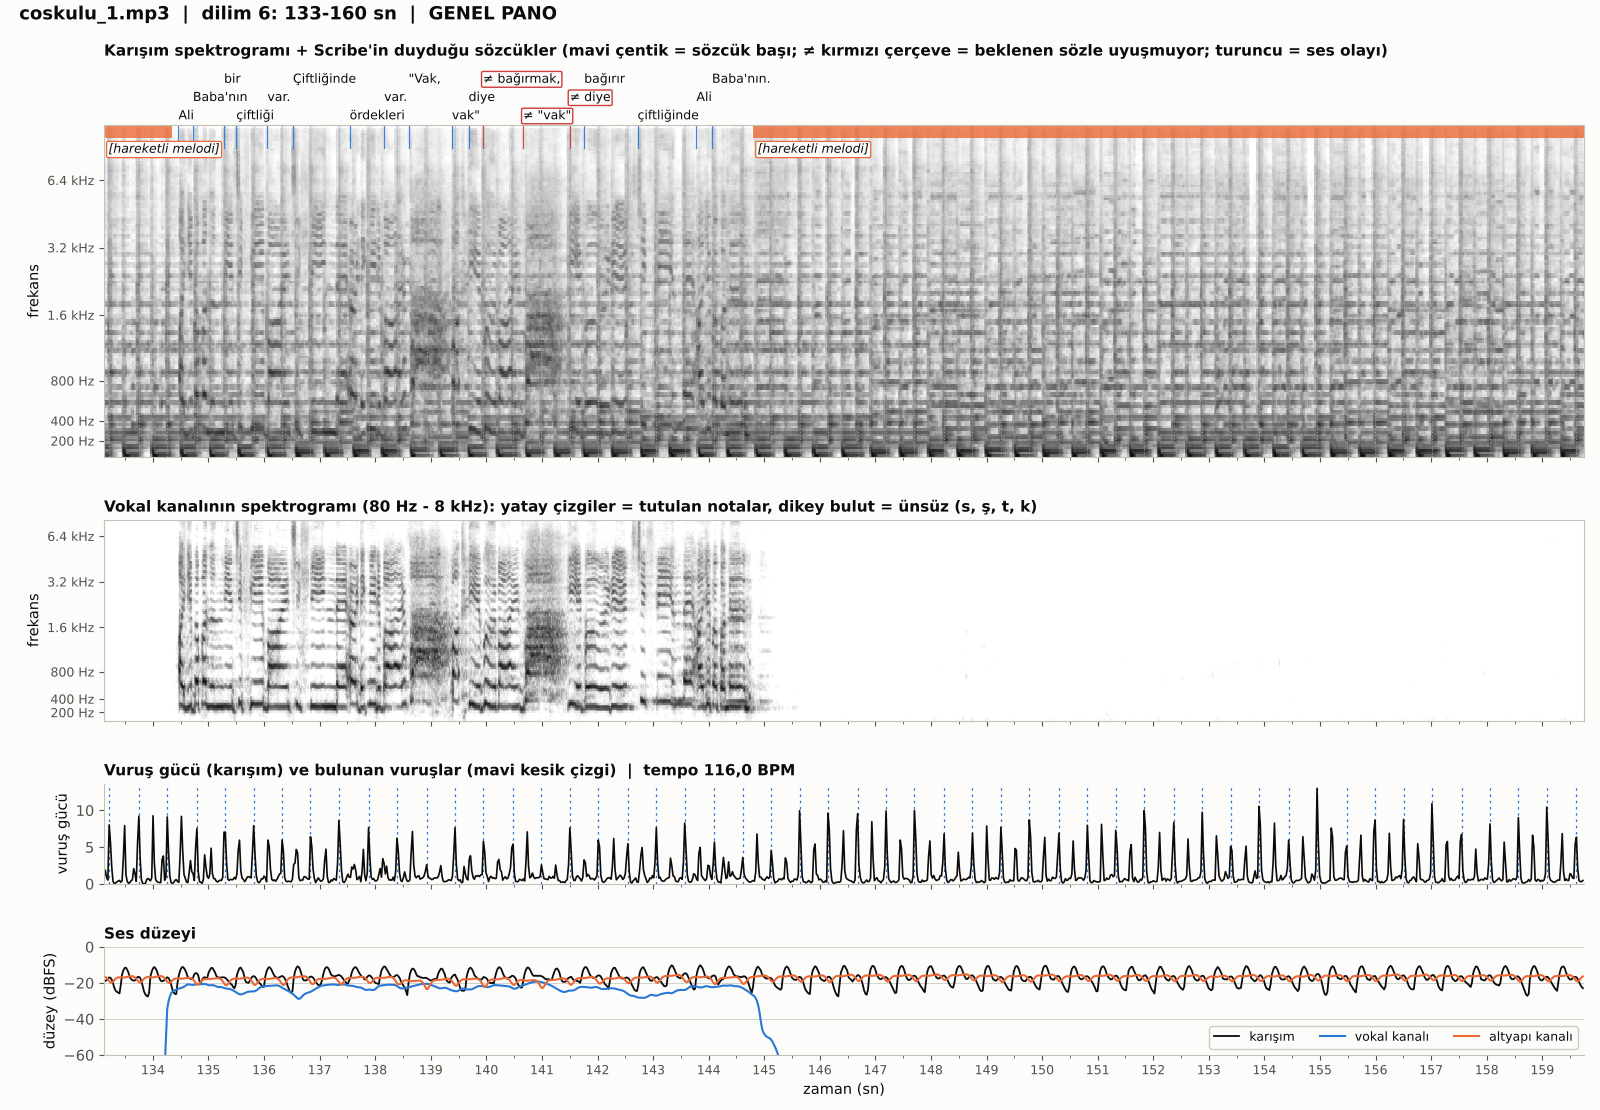 coskulu_1.mp3 | dilim 6: 133-160 sn | GENEL PANO
Karışım spektrogramı + Scribe'in duyduğu sözcükler (mavi çentik = sözcük başı; ≠ kırmızı çerçeve = beklenen sözle uyuşmuyor; turuncu = ses olayı)
bir Çiftliğinde "Vak, ≠ bağırmak, bağırır Baba'nın.
Baba'nın var. var. diye ≠ diye Ali
Ali çiftliği ördekleri vak" ≠ "vak" çiftliğinde
[hareketli melodi] [hareketli melodi]
6.4 kHz
3.2 kHz
1.6 kHz
800 Hz
400 Hz
200 Hz
frekans
Vokal kanalının spektrogramı (80 Hz - 8 kHz): yatay çizgiler = tutulan notalar, dikey bulut = ünsüz (s, ş, t, k)
6.4 kHz
3.2 kHz
1.6 kHz
800 Hz
400 Hz
200 Hz
frekans
Vuruş gücü (karışım) ve bulunan vuruşlar (mavi kesik çizgi) | tempo 116,0 BPM
10
5
0
vuruş gücü
Ses düzeyi
0
−20
−40
−60
düzey (dBFS)
karışım vokal kanalı altyapı kanalı
134 135 136 137 138 139 140 141 142 143 144 145 146 147 148 149 150 151 152 153 154 155 156 157 158 159
zaman (sn)